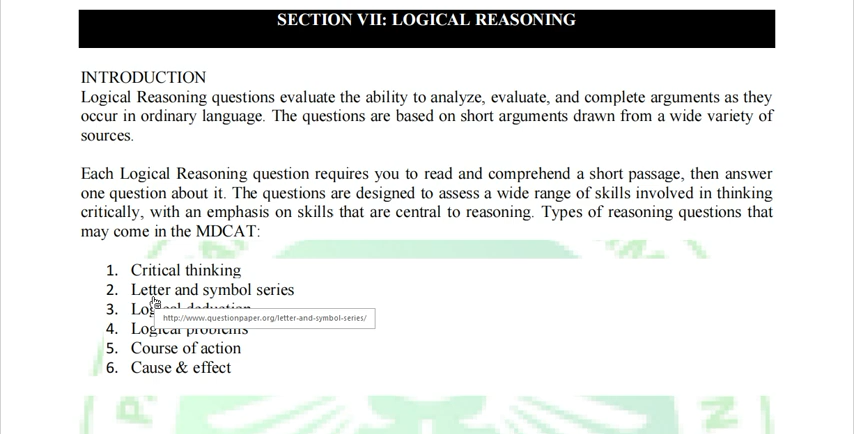 SECTION VII: LOGICAL REASONING
INTRODUCTION
Logical Reasoning questions evaluate the ability to analyze, evaluate, and complete arguments as they
occur in ordinary language. The questions are based on short arguments drawn from a wide variety of
sources.
Each Logical Reasoning question requires you to read and comprehend a short passage, then answer
one question about it. The questions are designed to assess a wide range of skills involved in thinking
critically, with an emphasis on skills that are central to reasoning. Types of reasoning questions that
may come in the MDCAT:
1. Critical thinking
2. Letter and symbol series
3. Logical deduction
http://www.questionpaper.org/letter-and-symbol-series/
4. Logical problems
5. Course of action
6. Cause & effect